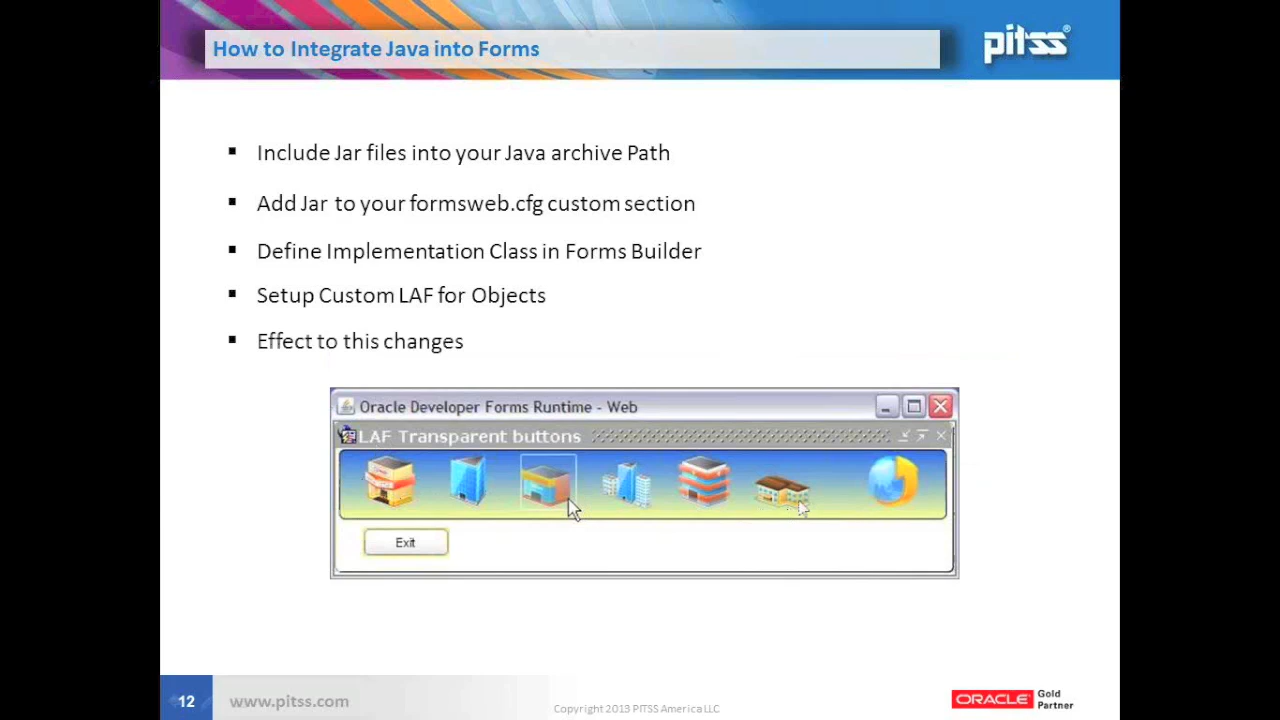 How to Integrate Java into Forms
pitss
Include Jar files into your Java archive Path
Add Jar to your formsweb.cfg custom section
Define Implementation Class in Forms Builder
Setup Custom LAF for Objects
Effect to this changes
Oracle Developer Forms Runtime - Web
LAF Transparent buttons
Exit
12
www.pitss.com
Copyright 2013 PITSS America LLC
ORACLE Gold
Partner